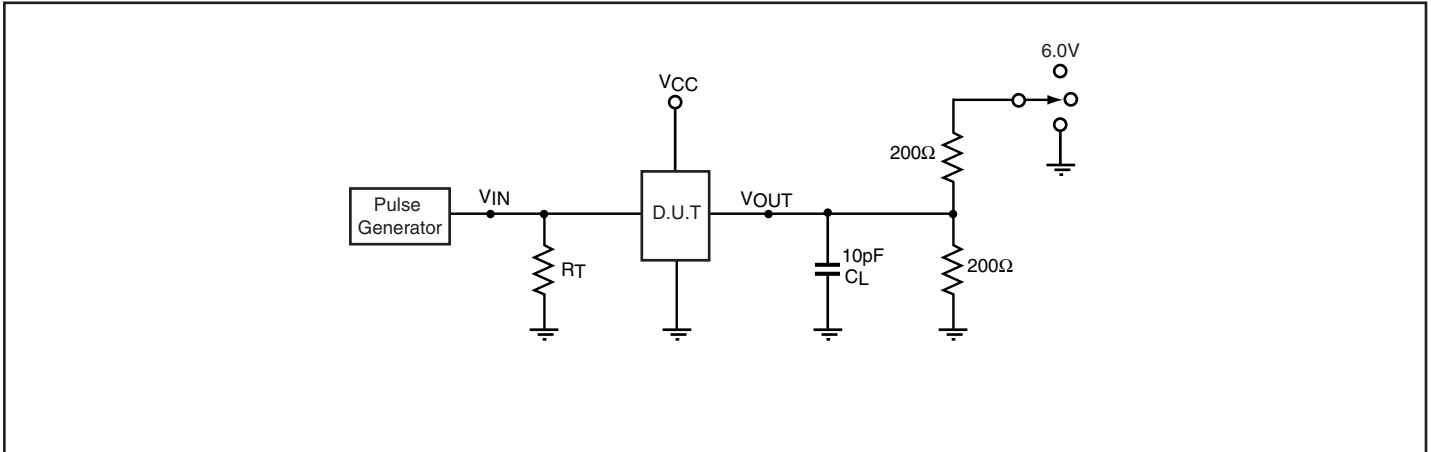 6.0V
VCC
200Ω
Pulse
Generator
VIN
D.U.T
VOUT
RT
10pF
CL
200Ω